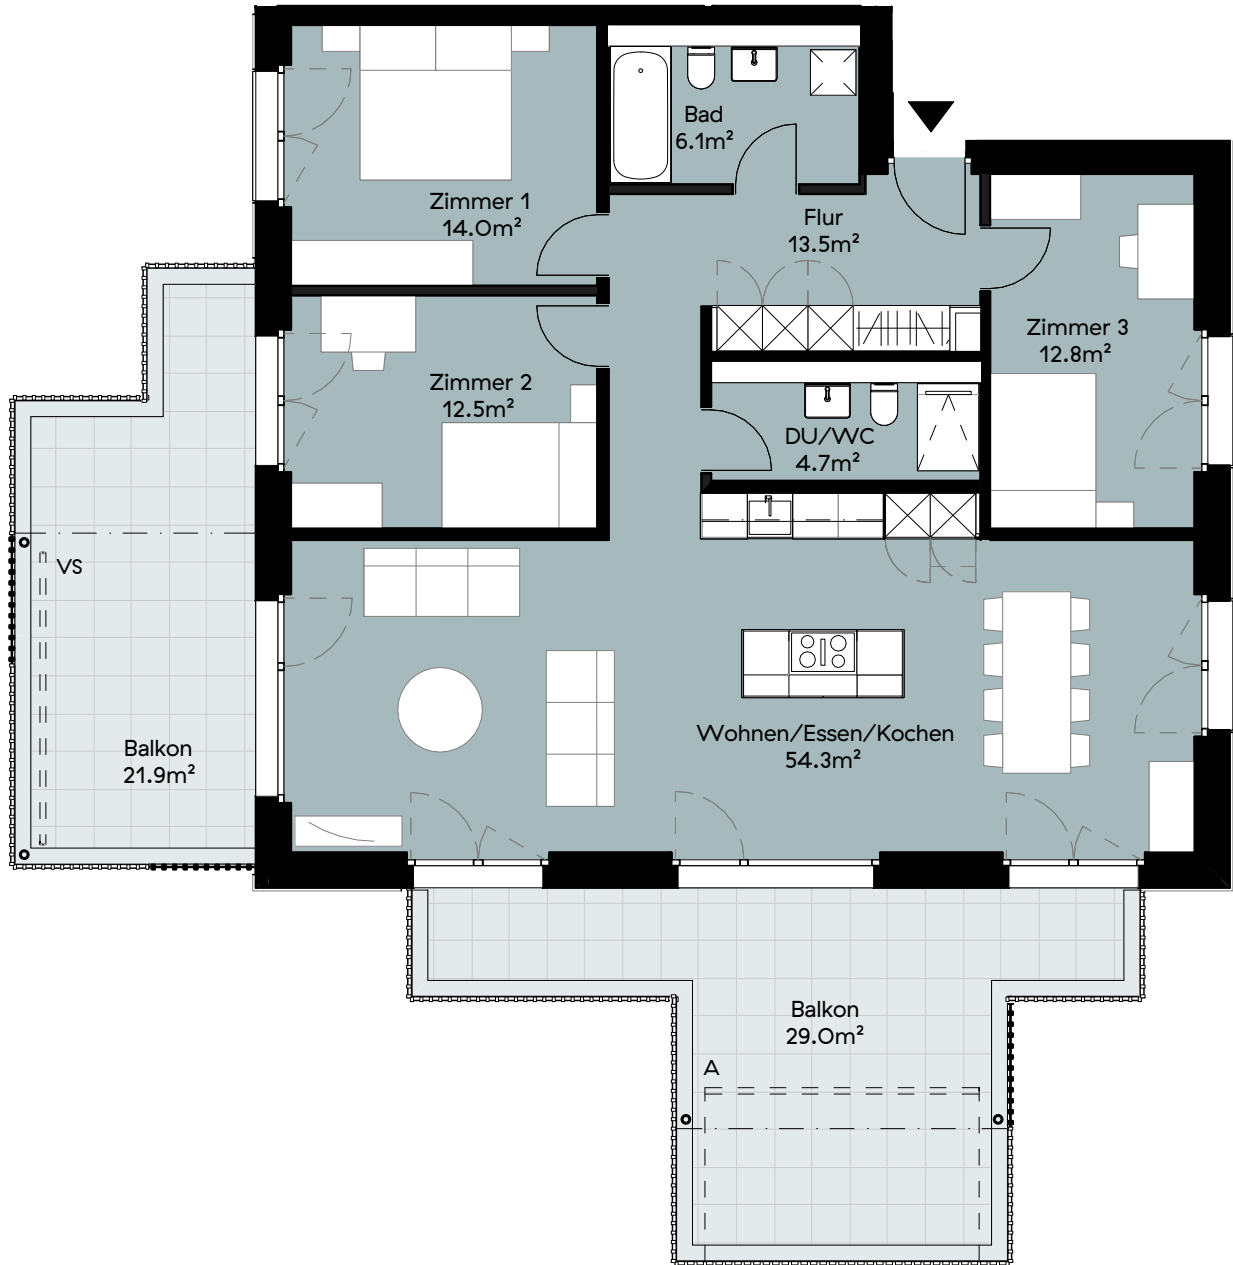 Bad
6.1m²
Zimmer 1
14.0m²
Flur
13.5m²
Zimmer 3
12.8m²
Zimmer 2
12.5m²
DU/WC
4.7m²
VS
Wohnen/Essen/Kochen
54.3m²
Balkon
21.9m²
Balkon
29.0m²
A